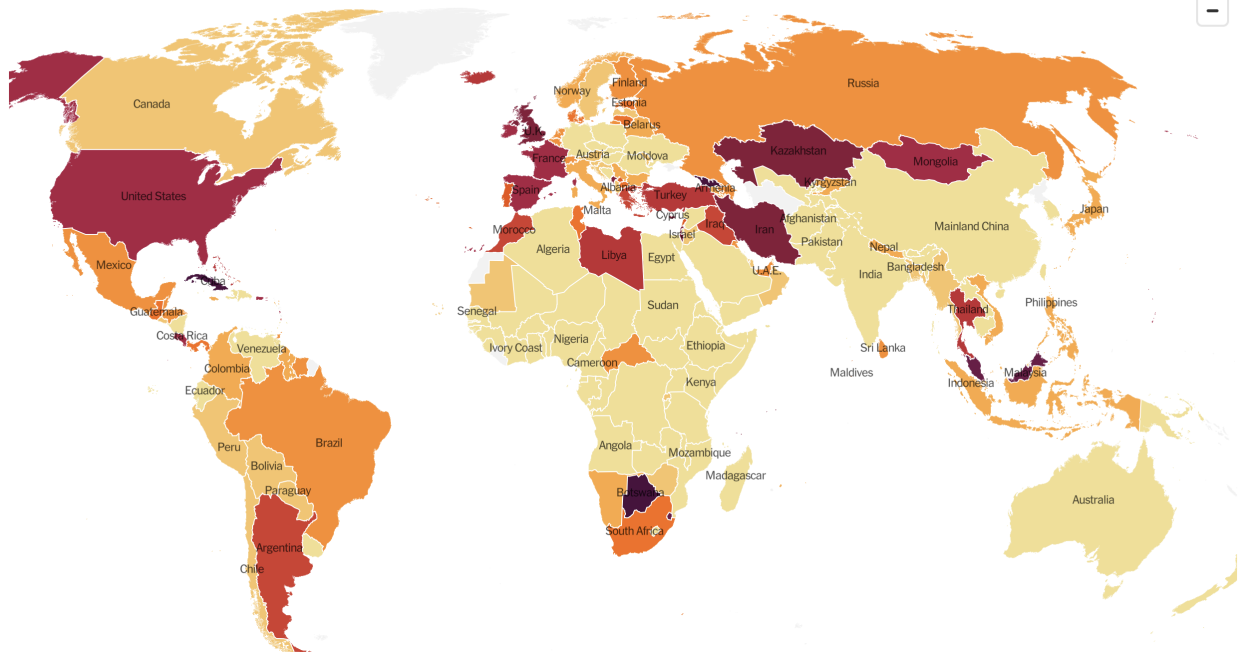 −
Canada
United States
Mexico
Guatemala
Cuba
Costa Rica
Venezuela
Colombia
Ecuador
Peru
Brazil
Bolivia
Paraguay
Argentina
Chile
Norway
Finland
Estonia
Belarus
U.K.
Austria
Moldova
France
Spain
Albania
Malta
Turkey
Armenia
Cyprus
Israel
Iraq
Iran
Russia
Kazakhstan
Mongolia
Kyrgyzstan
Afghanistan
Pakistan
Mainland China
Japan
Nepal
India
Bangladesh
U.A.E.
Morocco
Algeria
Libya
Egypt
Senegal
Sudan
Nigeria
Ivory Coast
Cameroon
Ethiopia
Kenya
Angola
Mozambique
Madagascar
Botswana
South Africa
Thailand
Philippines
Sri Lanka
Maldives
Malaysia
Indonesia
Australia